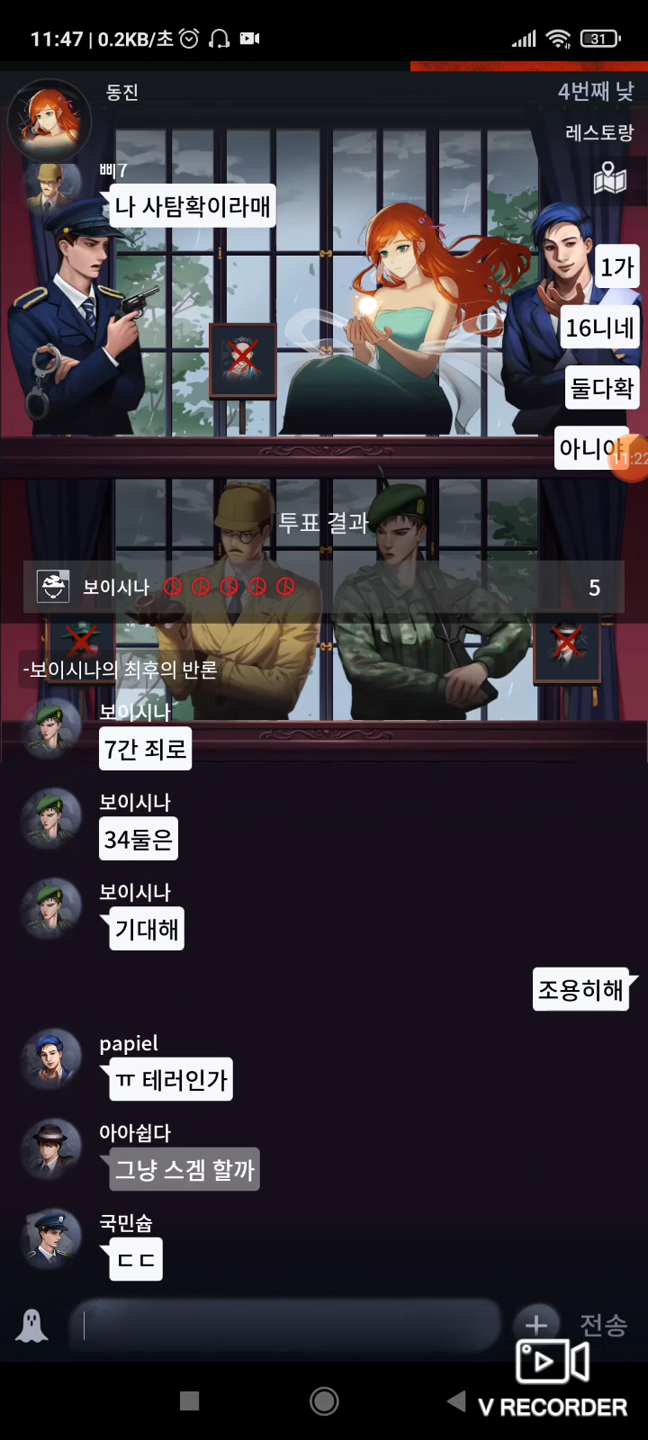 11:47 | 0.2KB/초
31
동진
4번째 낮
레스토랑
삐7
나 사탐확이라매
1가
16니네
둘다확
아니야
11:22
투표 결과
보이시나
5
-보이시나의 최후의 반론
보이시나
7간 죄로
보이시나
34둘은
보이시나
기대해
조용히해
papiel
ㅠ 테러인가
아아쉽다
그냥 스겜 할까
국민슙
ㄷㄷ
전송
V RECORDER